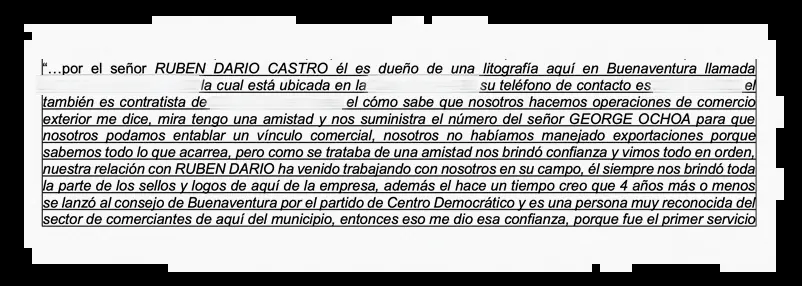 “…por el señor RUBEN DARIO CASTRO él es dueño de una litografía aquí en Buenaventura llamada
la cual está ubicada en la su teléfono de contacto es el
también es contratista de el cómo sabe que nosotros hacemos operaciones de comercio
exterior me dice, mira tengo una amistad y nos suministra el número del señor GEORGE OCHOA para que
nosotros podamos entablar un vínculo comercial, nosotros no habíamos manejado exportaciones porque
sabemos todo lo que acarrea, pero como se trataba de una amistad nos brindó confianza y vimos todo en orden,
nuestra relación con RUBEN DARIO ha venido trabajando con nosotros en su campo, él siempre nos brindó toda
la parte de los sellos y logos de aquí de la empresa, además el hace un tiempo creo que 4 años más o menos
se lanzó al consejo de Buenaventura por el partido de Centro Democrático y es una persona muy reconocida del
sector de comerciantes de aquí del municipio, entonces eso me dio esa confianza, porque fue el primer servicio